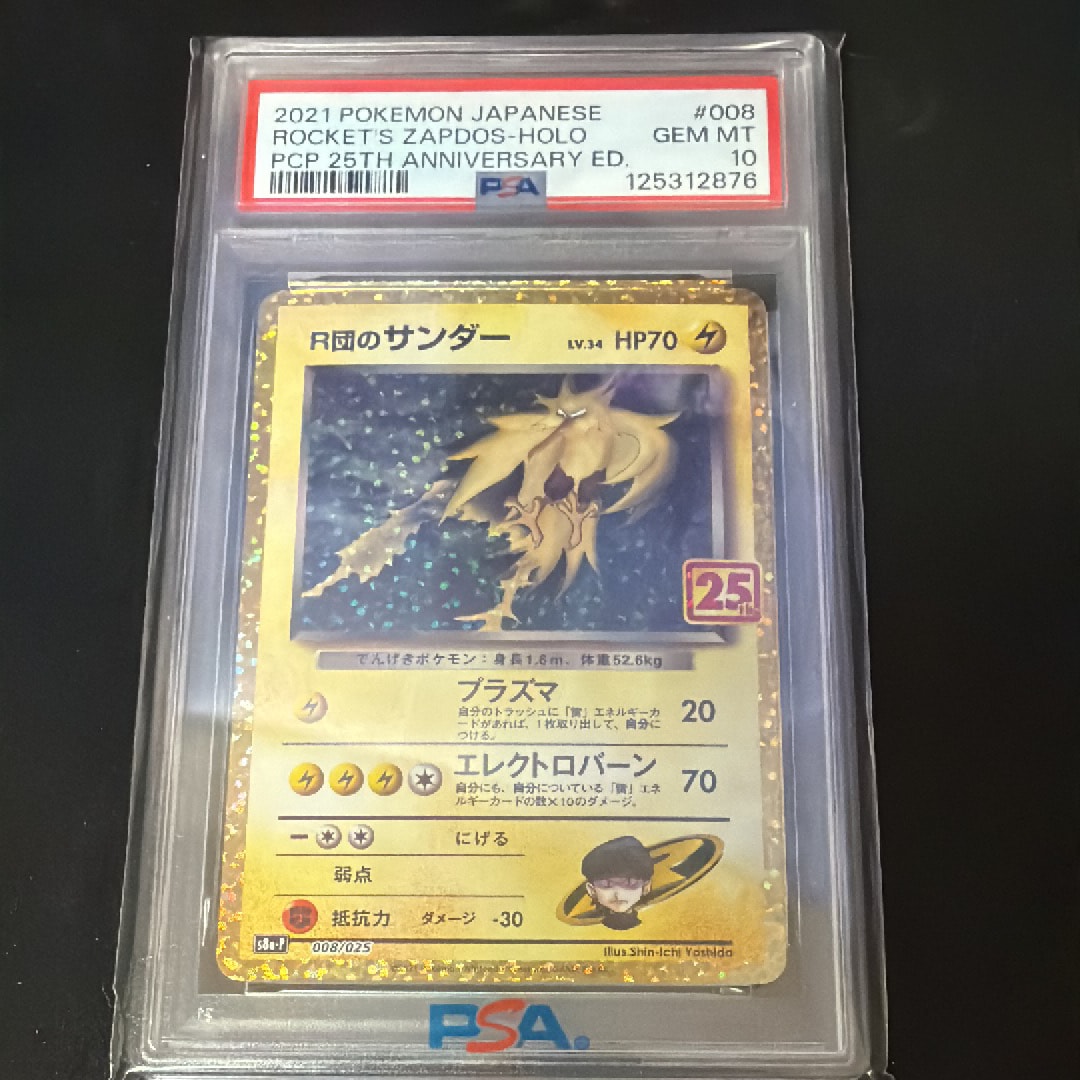 2021 POKEMON JAPANESE #008
ROCKET'S ZAPDOS-HOLO GEM MT
PCP 25TH ANNIVERSARY ED. 10
PSA 125312876
R団のサンダー LV.34 HP70
25th
でんげきポケモン：身長1.6m、体重52.6kg
プラズマ 20
自分のトラッシュに「雷」エネルギーカ
ードがあれば、1枚取り出して、自分に
つける。
エレクトロバーン 70
自分にも、自分についている「雷」エネ
ルギーカードの数×10のダメージ。
にげる
弱点
抵抗力 ダメージ -30
s8a-P 008/025 Illus.Shin-ichi Yoshida
PSA